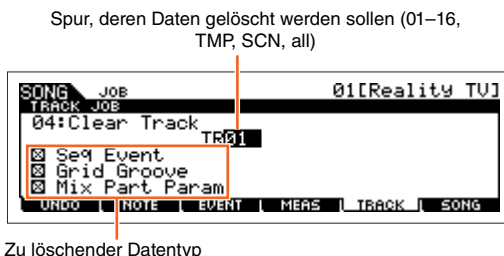 Spur, deren Daten gelöscht werden sollen (01–16,
TMP, SCN, all)
SONG JOB 01[Reality TV]
TRACK JOB
04:Clear Track
TR01
Seq Event
Grid Groove
Mix Part Param
UNDO NOTE EVENT MEAS TRACK SONG
Zu löschender Datentyp